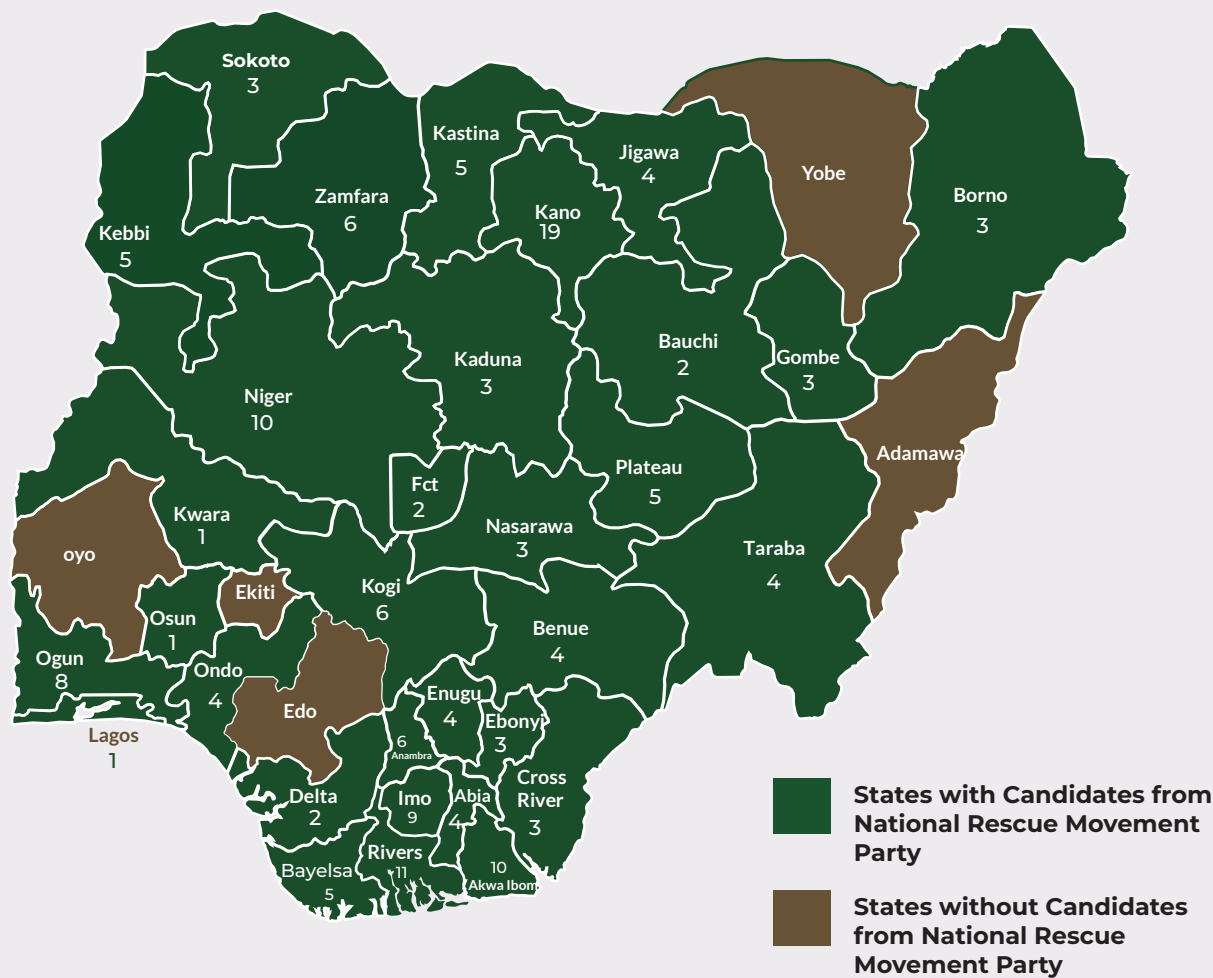 Sokoto
3
Kastina
5
Jigawa
4
Yobe
Borno
3
Zamfara
6
Kano
19
Kebbi
5
Bauchi
2
Gombe
3
Kaduna
3
Niger
10
Adamawa
Plateau
5
Fct
2
Kwara
1
Nasarawa
3
Taraba
4
oyo
Ekiti
Kogi
6
Osun
1
Benue
4
Ogun
8
Ondo
4
Edo
Enugu
4
Ebonyi
3
Lagos
1
6
Anambra
Cross
River
3
Delta
2
Imo
9
Abia
4
Rivers
11
Bayelsa
5
10
Akwa Ibom
States with Candidates from
National Rescue Movement
Party
States without Candidates
from National Rescue
Movement Party